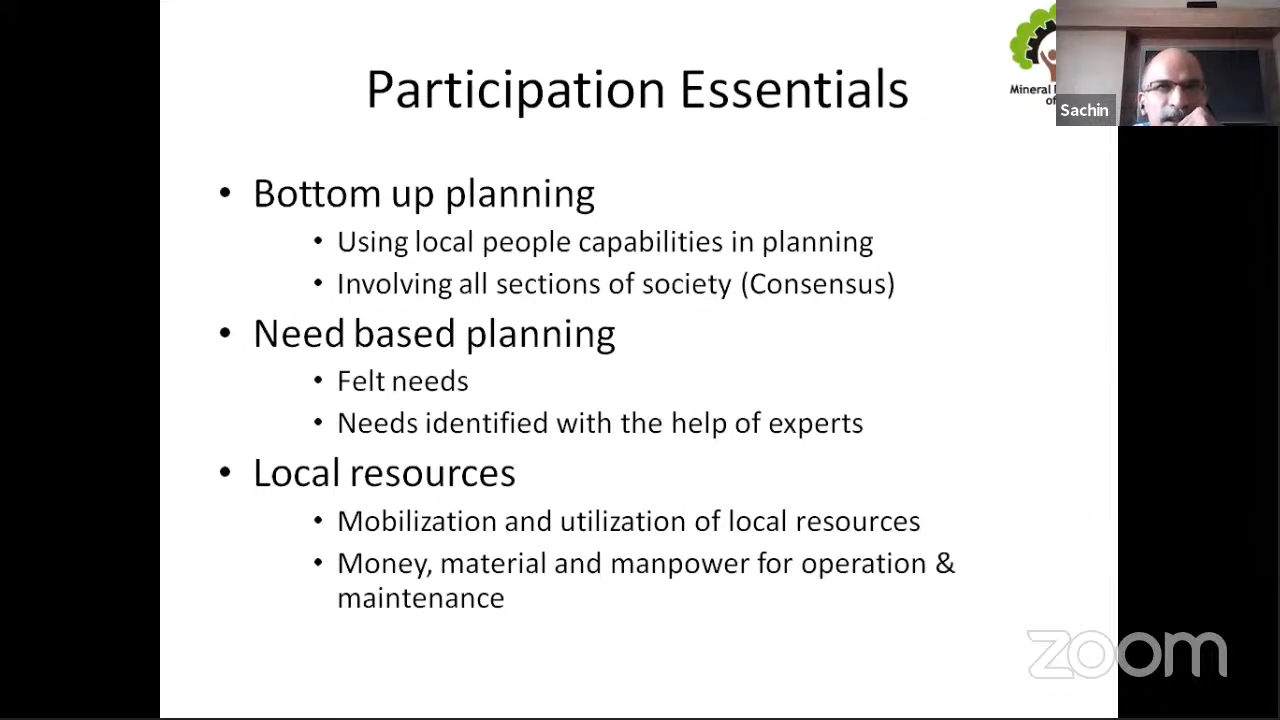 Participation Essentials
Mineral
of
Sachin
• Bottom up planning
• Using local people capabilities in planning
• Involving all sections of society (Consensus)
• Need based planning
• Felt needs
• Needs identified with the help of experts
• Local resources
• Mobilization and utilization of local resources
• Money, material and manpower for operation &
maintenance
zoom